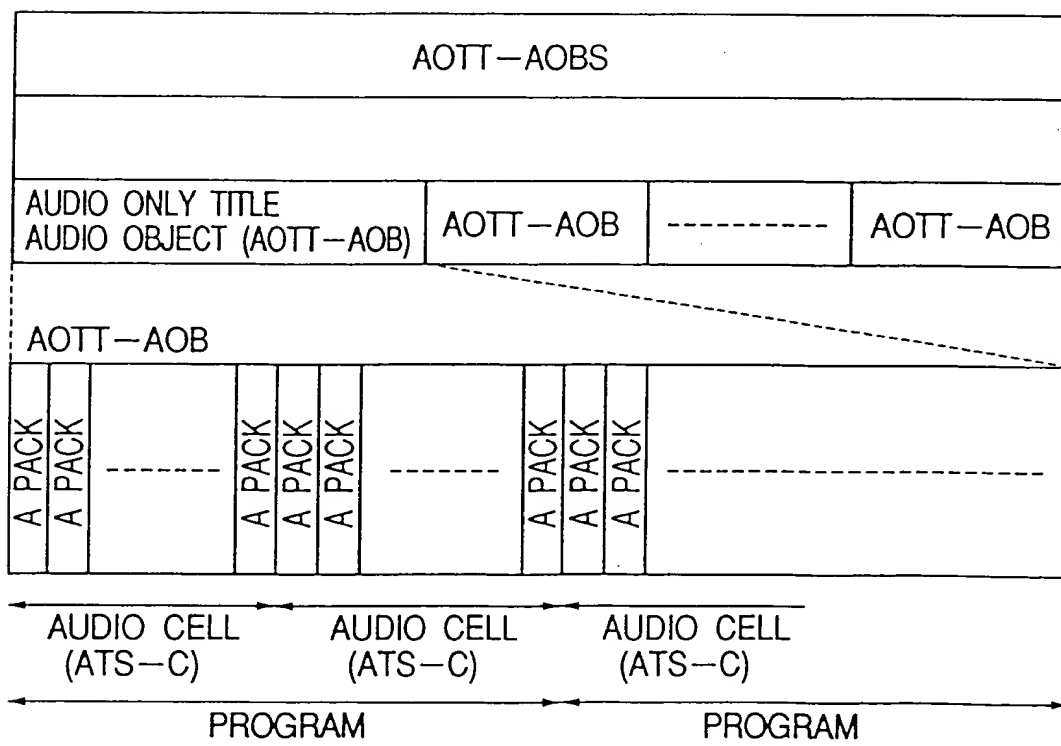 AOTT-AOBS
AUDIO ONLY TITLE
AUDIO OBJECT (AOTT-AOB)
AOTT-AOB
AOTT-AOB
AOTT-AOB
A PACK
A PACK
A PACK
A PACK
A PACK
A PACK
A PACK
A PACK
AUDIO CELL
(ATS-C)
AUDIO CELL
(ATS-C)
AUDIO CELL
(ATS-C)
PROGRAM
PROGRAM